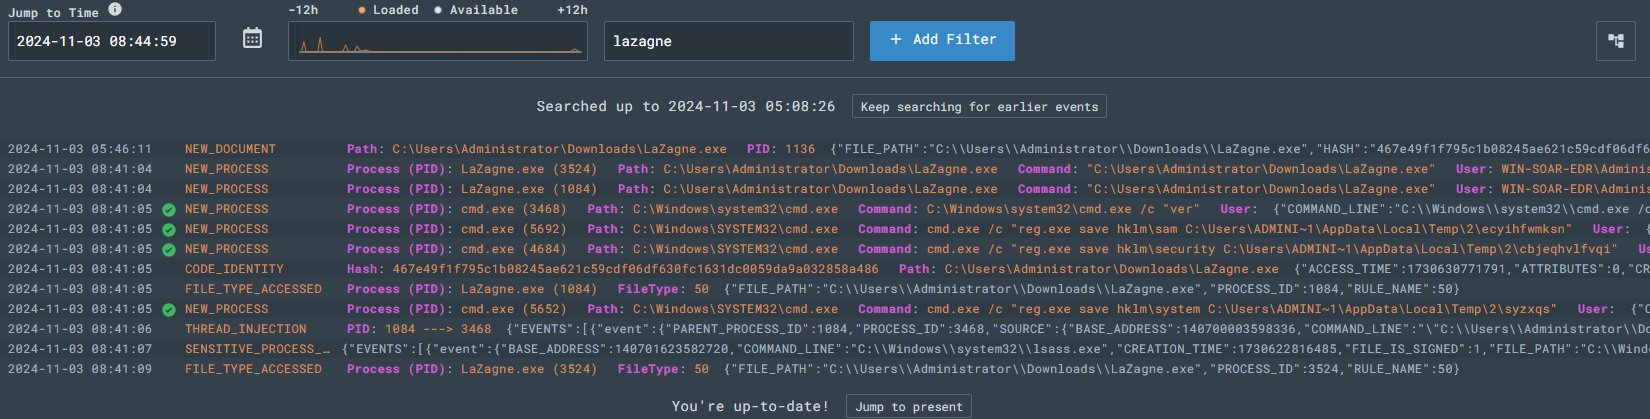 Jump to Time
-12h Loaded Available +12h
2024-11-03 08:44:59 lazagne + Add Filter
Searched up to 2024-11-03 05:08:26 Keep searching for earlier events
2024-11-03 05:46:11 NEW_DOCUMENT Path: C:\Users\Administrator\Downloads\LaZagne.exe PID: 1136 {"FILE_PATH":"C:\\Users\\Administrator\\Downloads\\LaZagne.exe","HASH":"467e49f1f795c1b08245ae621c59cdf06df6
2024-11-03 08:41:04 NEW_PROCESS Process (PID): LaZagne.exe (3524) Path: C:\Users\Administrator\Downloads\LaZagne.exe Command: "C:\Users\Administrator\Downloads\LaZagne.exe" User: WIN-SOAR-EDR\Adminis
2024-11-03 08:41:04 NEW_PROCESS Process (PID): LaZagne.exe (1084) Path: C:\Users\Administrator\Downloads\LaZagne.exe Command: "C:\Users\Administrator\Downloads\LaZagne.exe" User: WIN-SOAR-EDR\Adminis
2024-11-03 08:41:05 NEW_PROCESS Process (PID): cmd.exe (3468) Path: C:\Windows\system32\cmd.exe Command: C:\Windows\system32\cmd.exe /c "ver" User: {"COMMAND_LINE":"C:\\Windows\\system32\\cmd.exe /c
2024-11-03 08:41:05 NEW_PROCESS Process (PID): cmd.exe (5692) Path: C:\Windows\SYSTEM32\cmd.exe Command: cmd.exe /c "reg.exe save hklm\sam C:\Users\ADMINI~1\AppData\Local\Temp\2\ecyihfwmksn" User: {
2024-11-03 08:41:05 NEW_PROCESS Process (PID): cmd.exe (4684) Path: C:\Windows\SYSTEM32\cmd.exe Command: cmd.exe /c "reg.exe save hklm\security C:\Users\ADMINI~1\AppData\Local\Temp\2\cbjeqhvlfvqi" Us
2024-11-03 08:41:05 CODE_IDENTITY Hash: 467e49f1f795c1b08245ae621c59cdf06df630fc1631dc0059da9a032858a486 Path: C:\Users\Administrator\Downloads\LaZagne.exe {"ACCESS_TIME":1730630771791,"ATTRIBUTES":0,"CR
2024-11-03 08:41:05 FILE_TYPE_ACCESSED Process (PID): LaZagne.exe (1084) FileType: 50 {"FILE_PATH":"C:\\Users\\Administrator\\Downloads\\LaZagne.exe","PROCESS_ID":1084,"RULE_NAME":50}
2024-11-03 08:41:05 NEW_PROCESS Process (PID): cmd.exe (5652) Path: C:\Windows\SYSTEM32\cmd.exe Command: cmd.exe /c "reg.exe save hklm\system C:\Users\ADMINI~1\AppData\Local\Temp\2\syzxqs" User: {"C
2024-11-03 08:41:06 THREAD_INJECTION PID: 1084 ---> 3468 {"EVENTS":[{"event":{"PARENT_PROCESS_ID":1084,"PROCESS_ID":3468,"SOURCE":{"BASE_ADDRESS":140700003598336,"COMMAND_LINE":"\"C:\\Users\\Administrator\\Do
2024-11-03 08:41:07 SENSITIVE_PROCESS_… {"EVENTS":[{"event":{"BASE_ADDRESS":140701623582720,"COMMAND_LINE":"C:\\Windows\\system32\\lsass.exe","CREATION_TIME":1730622816485,"FILE_IS_SIGNED":1,"FILE_PATH":"C:\\Wind
2024-11-03 08:41:09 FILE_TYPE_ACCESSED Process (PID): LaZagne.exe (3524) FileType: 50 {"FILE_PATH":"C:\\Users\\Administrator\\Downloads\\LaZagne.exe","PROCESS_ID":3524,"RULE_NAME":50}
You're up-to-date! Jump to present